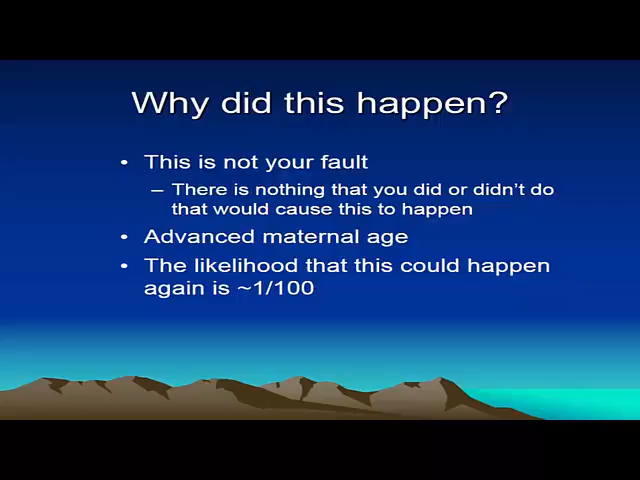 Why did this happen?
• This is not your fault
– There is nothing that you did or didn't do
that would cause this to happen
• Advanced maternal age
• The likelihood that this could happen
again is ~1/100